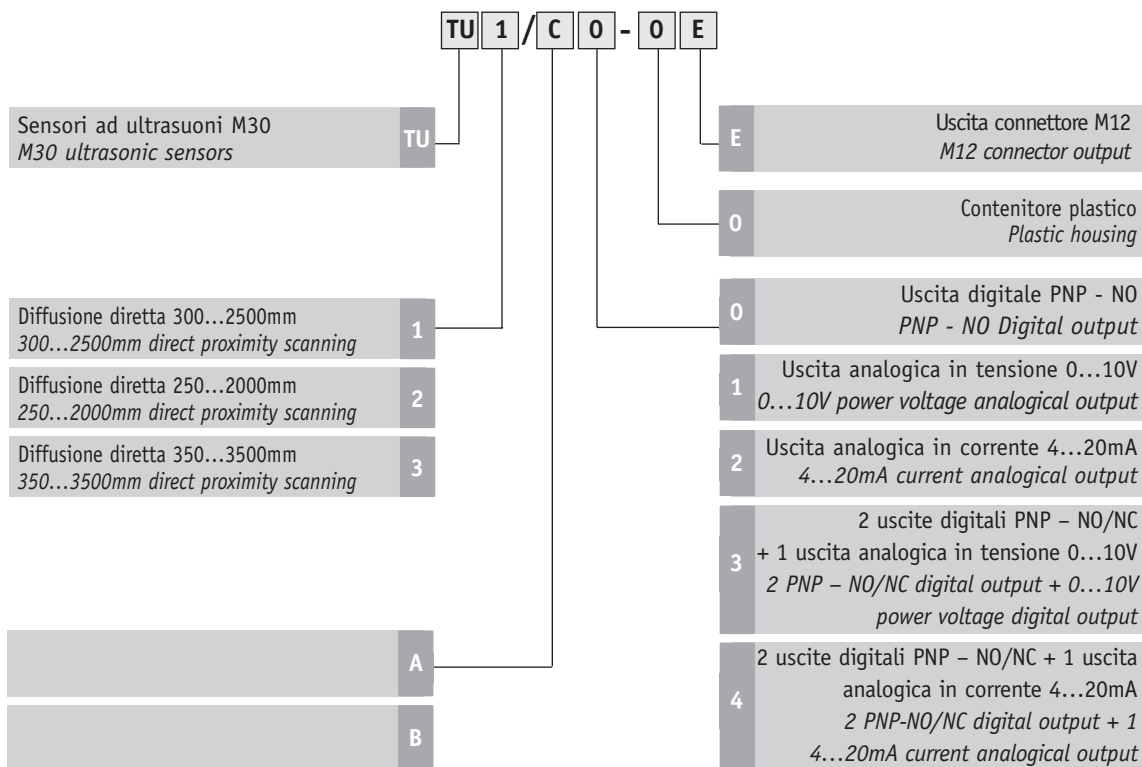 TU 1 / C 0 - 0 E
Sensori ad ultrasuoni M30
M30 ultrasonic sensors
TU
Diffusione diretta 300...2500mm
300...2500mm direct proximity scanning
1
Diffusione diretta 250...2000mm
250...2000mm direct proximity scanning
2
Diffusione diretta 350...3500mm
350...3500mm direct proximity scanning
3
A
B
E
Uscita connettore M12
M12 connector output
0
Contenitore plastico
Plastic housing
0
Uscita digitale PNP - NO
PNP - NO Digital output
1
Uscita analogica in tensione 0...10V
0...10V power voltage analogical output
2
Uscita analogica in corrente 4...20mA
4...20mA current analogical output
3
2 uscite digitali PNP – NO/NC
+ 1 uscita analogica in tensione 0...10V
2 PNP – NO/NC digital output + 0...10V
power voltage digital output
4
2 uscite digitali PNP – NO/NC + 1 uscita
analogica in corrente 4...20mA
2 PNP-NO/NC digital output + 1
4...20mA current analogical output